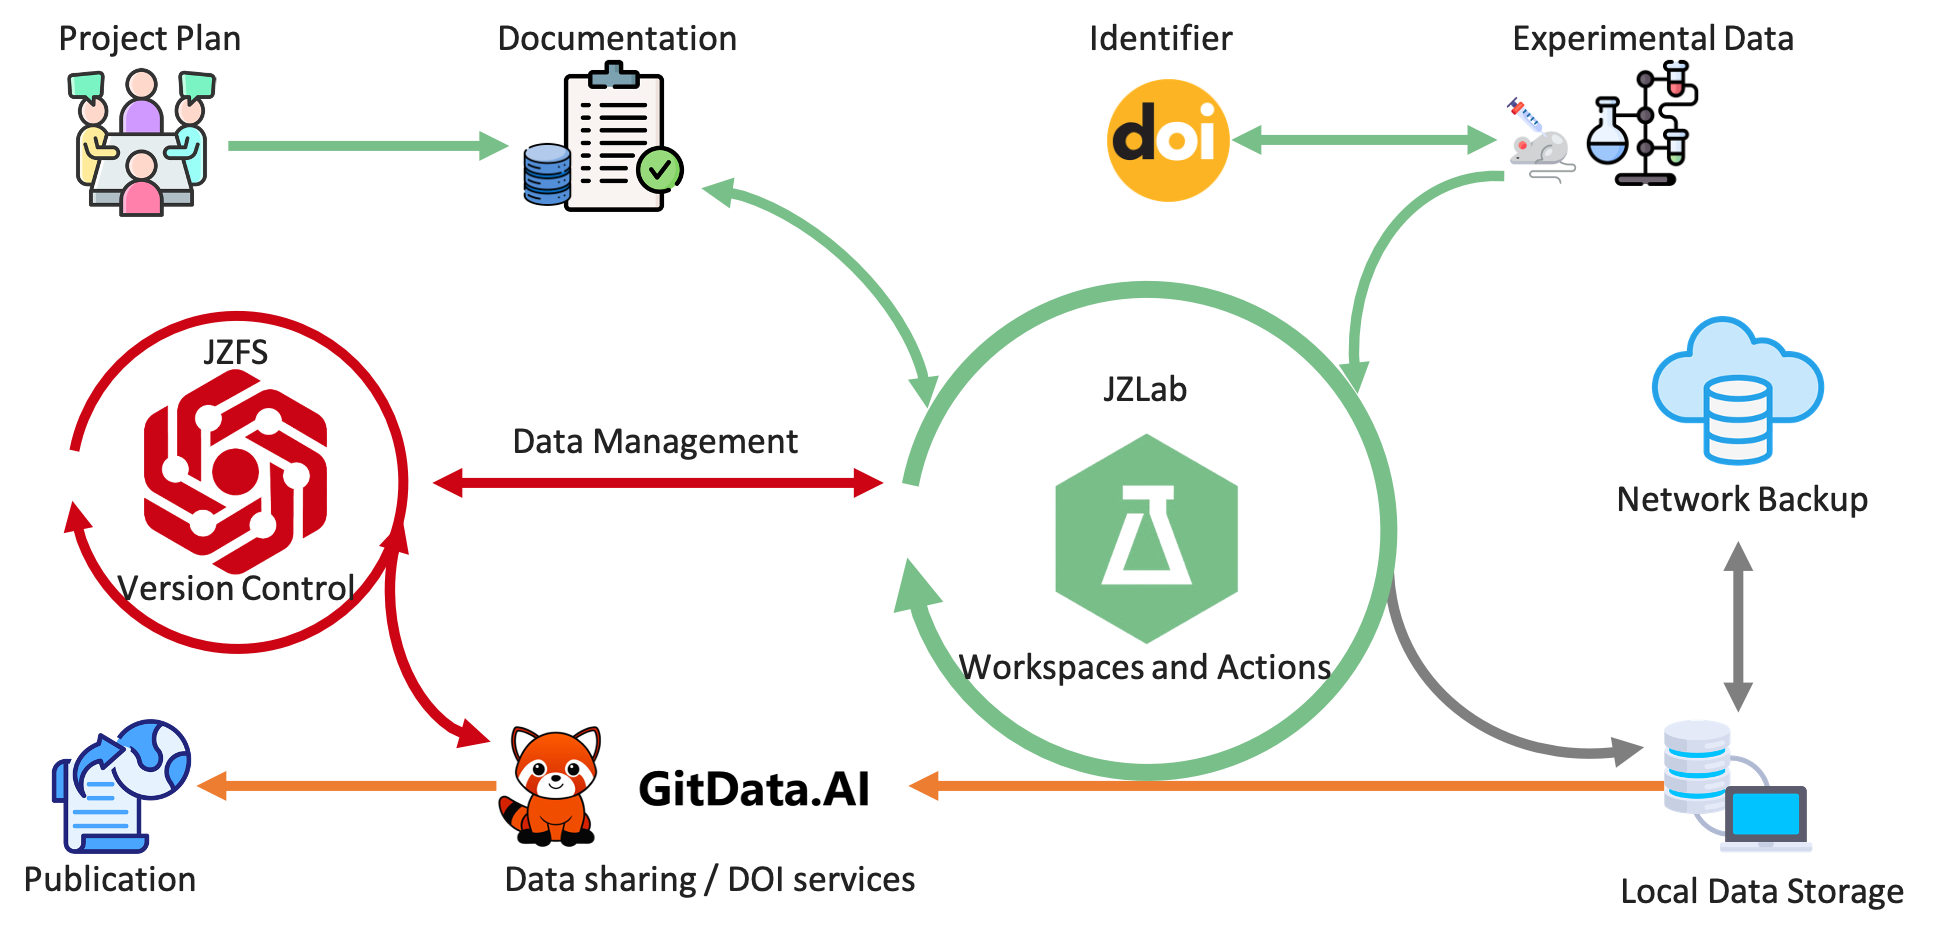 Project Plan
Documentation
Identifier
Experimental Data
doi
JZFS
JZLab
Data Management
Network Backup
Version Control
Workspaces and Actions
GitData.AI
Publication
Data sharing / DOI services
Local Data Storage